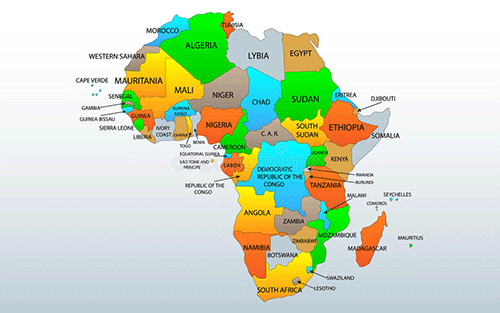 TUNISIA
MOROCCO
ALGERIA
LYBIA
EGYPT
WESTERN SAHARA
CAPE VERDE
MAURITANIA
MALI
NIGER
CHAD
SUDAN
ERITREA
DJIBOUTI
SENEGAL
GAMBIA
GUINEA BISSAU
GUINEA
SIERRA LEONE
LIBERIA
IVORY
COAST
BURKINA
FASSO
GHANA
TOGO
BENIN
NIGERIA
CAMEROON
C. A. R.
SOUTH
SUDAN
ETHIOPIA
SOMALIA
EQUATORIAL GUINEA
SAO TOME AND
PRINCIPE
GABON
REPUBLIC OF THE
CONGO
DEMOCRATIC
REPUBLIC OF THE
CONGO
UGANDA
KENYA
RWANDA
BURUNDI
TANZANIA
SEYCHELLES
COMOROS
MALAWI
ANGOLA
ZAMBIA
MOZAMBIQUE
ZIMBABWE
MADAGASCAR
MAURITIUS
NAMIBIA
BOTSWANA
SWAZILAND
LESOTHO
SOUTH AFRICA